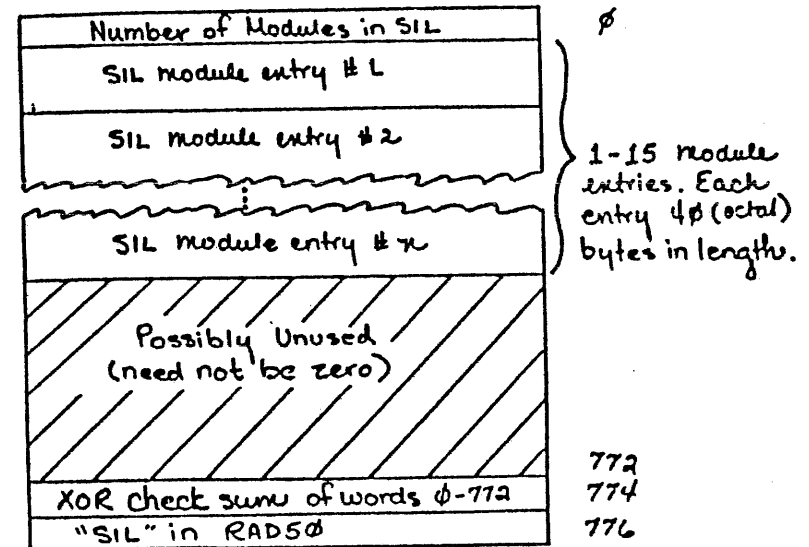 Number of Modules in SIL
ϕ
SIL module entry # 1
SIL module entry # 2
1-15 module
entries. Each
entry 4ϕ (octal)
bytes in length.
SIL module entry # n
Possibly Unused
(need not be zero)
772
XOR check sum of words ϕ-772
774
"SIL" in RAD5ϕ
776